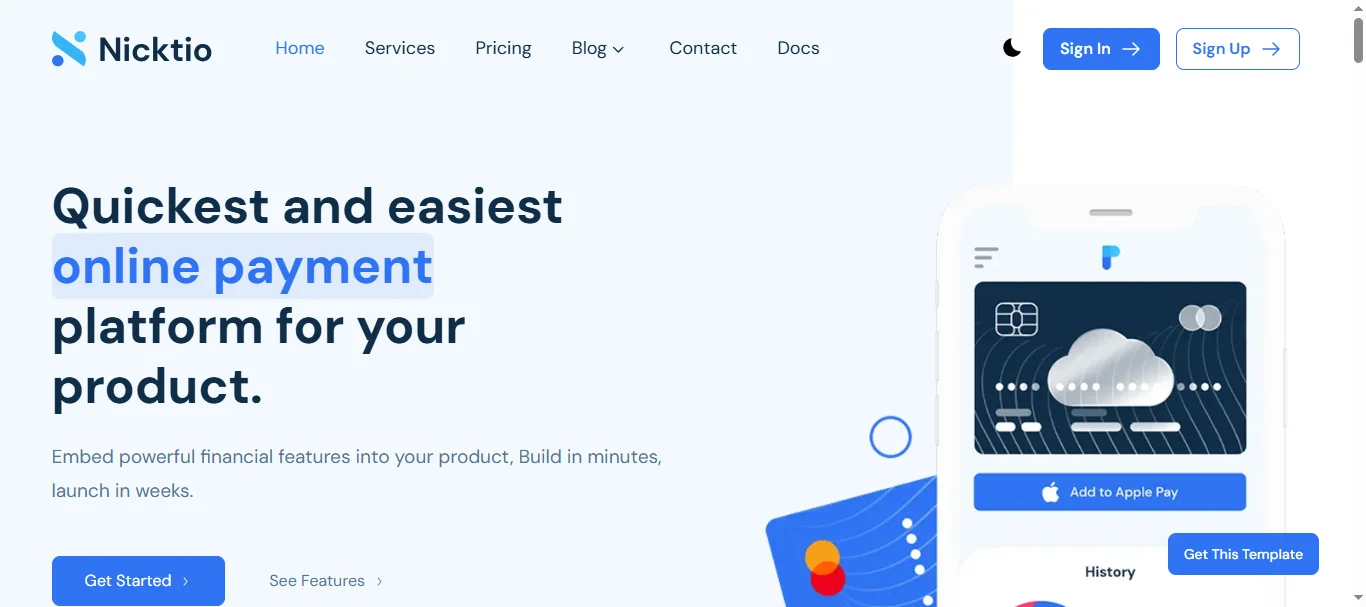 Nicktio
Home Services Pricing Blog Contact Docs
Sign In
Sign Up
Quickest and easiest
online payment
platform for your
product.
Embed powerful financial features into your product, Build in minutes,
launch in weeks.
Get Started
See Features
Add to Apple Pay
History
Get This Template